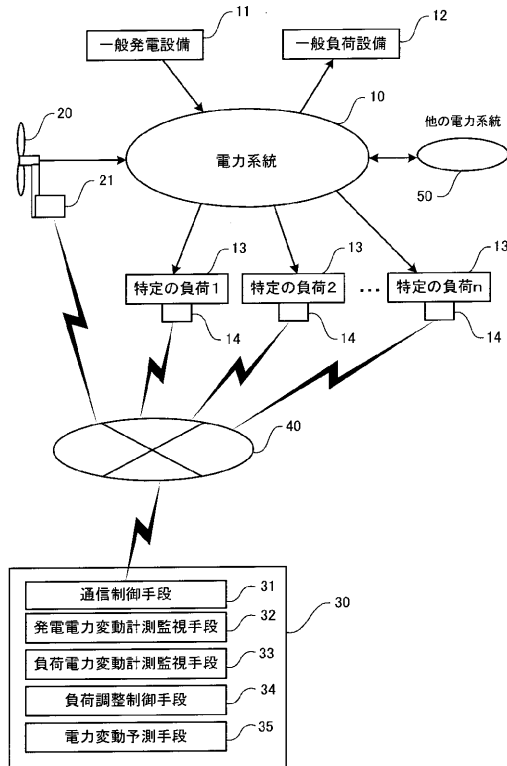 11
12
一般発電設備
一般負荷設備
20
10
他の電力系統
電力系統
21
50
13
13
13
特定の負荷1
特定の負荷2
…
特定の負荷n
14
14
14
40
通信制御手段
31
30
発電電力変動計測監視手段
32
負荷電力変動計測監視手段
33
負荷調整制御手段
34
電力変動予測手段
35